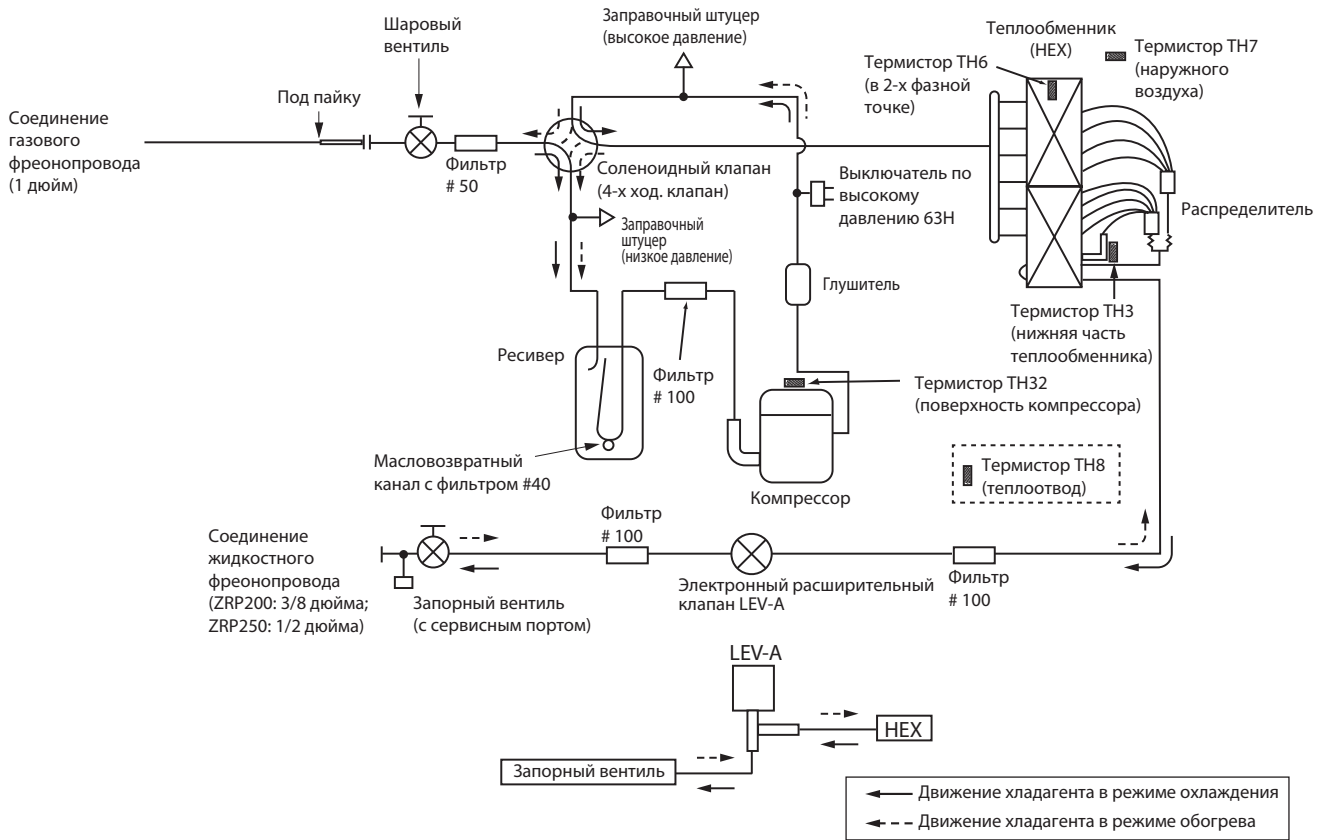 Шаровый
вентиль
Заправочный штуцер
(высокое давление)
Теплообменник
(HEX)
Термистор TH7
(наружного
воздуха)
Термистор TH6
(в 2-х фазной
точке)
Под пайку
Соединение
газового
фреонопровода
(1 дюйм)
Фильтр
# 50
Соленоидный клапан
(4-х ход. клапан)
Выключатель по
высокому
давлению 63H
Распределитель
Заправочный
штуцер
(низкое давление)
Глушитель
Термистор TH3
(нижняя часть
теплообменника)
Ресивер
Фильтр
# 100
Термистор TH32
(поверхность компрессора)
Масловозвратный
канал с фильтром #40
Компрессор
Термистор TH8
(теплоотвод)
Соединение
жидкостного
фреонопровода
(ZRP200: 3/8 дюйма;
ZRP250: 1/2 дюйма)
Запорный вентиль
(с сервисным портом)
Фильтр
# 100
Электронный расширительный
клапан LEV-A
Фильтр
# 100
LEV-A
HEX
Запорный вентиль
Движение хладагента в режиме охлаждения
Движение хладагента в режиме обогрева